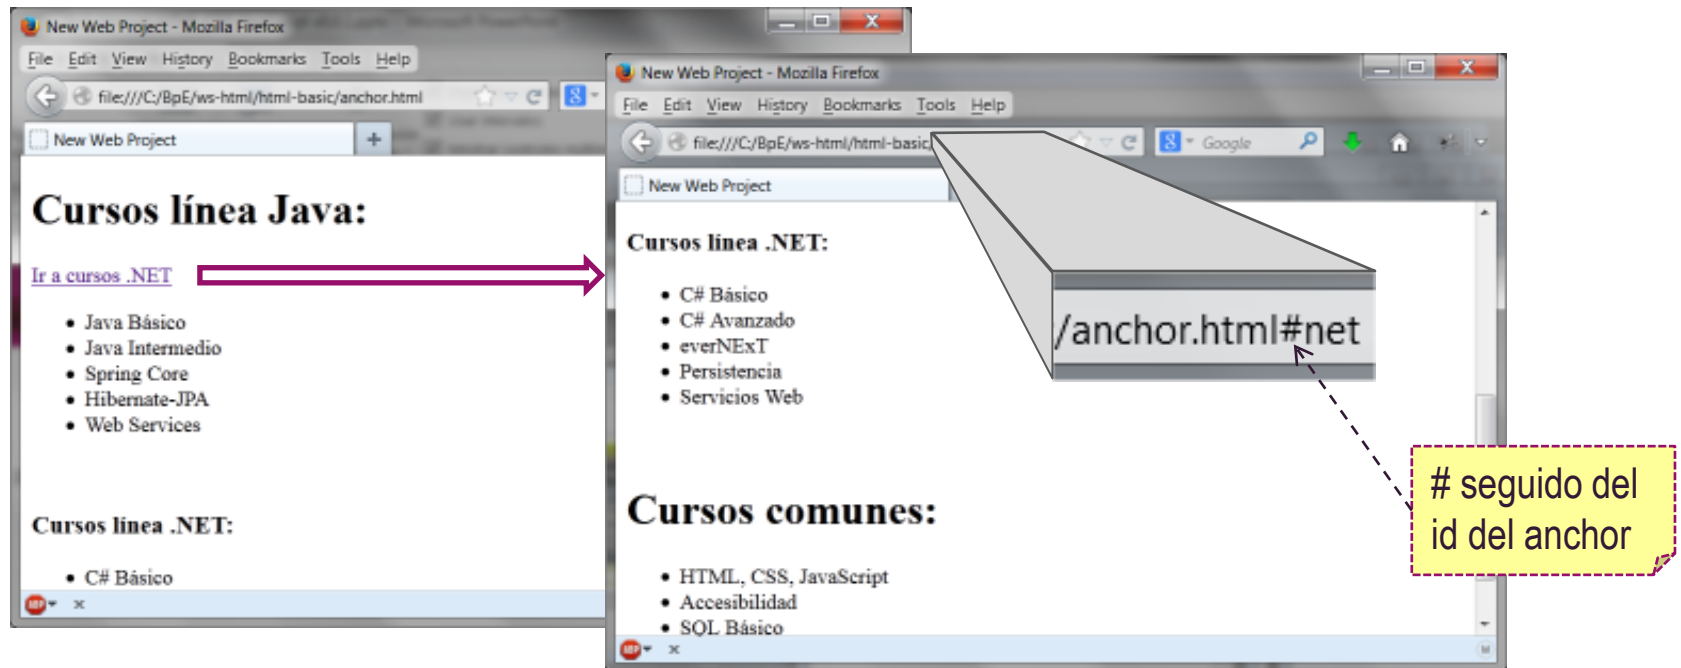 New Web Project - Mozilla Firefox
File Edit View History Bookmarks Tools Help
file:///C:/BpE/ws-html/html-basic/anchor.html
New Web Project
Cursos línea Java:
Ir a cursos .NET
Java Básico
Java Intermedio
Spring Core
Hibernate-JPA
Web Services
Cursos línea .NET:
C# Básico
ABP
New Web Project - Mozilla Firefox
File Edit View History Bookmarks Tools Help
file:///C:/BpE/ws-html/html-basic/
Google
New Web Project
Cursos línea .NET:
C# Básico
C# Avanzado
everNExT
Persistencia
Servicios Web
Cursos comunes:
HTML, CSS, JavaScript
Accesibilidad
SQL Básico
ABP
/anchor.html#net
# seguido del
id del anchor